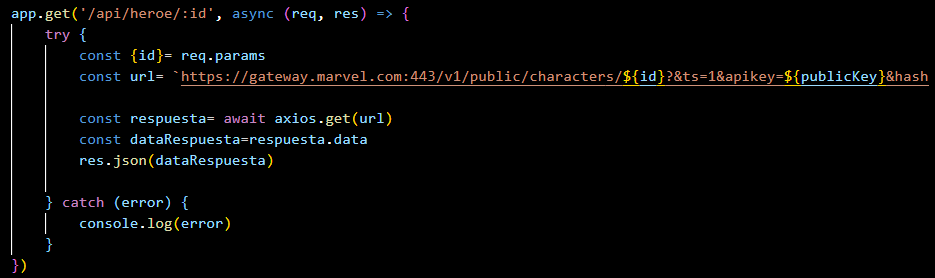 app.get('/api/heroe/:id', async (req, res) => {
    try {
        const {id}= req.params
        const url= `https://gateway.marvel.com:443/v1/public/characters/${id}?&ts=1&apikey=${publicKey}&hash
        const respuesta= await axios.get(url)
        const dataRespuesta=respuesta.data
        res.json(dataRespuesta)
    } catch (error) {
        console.log(error)
    }
})